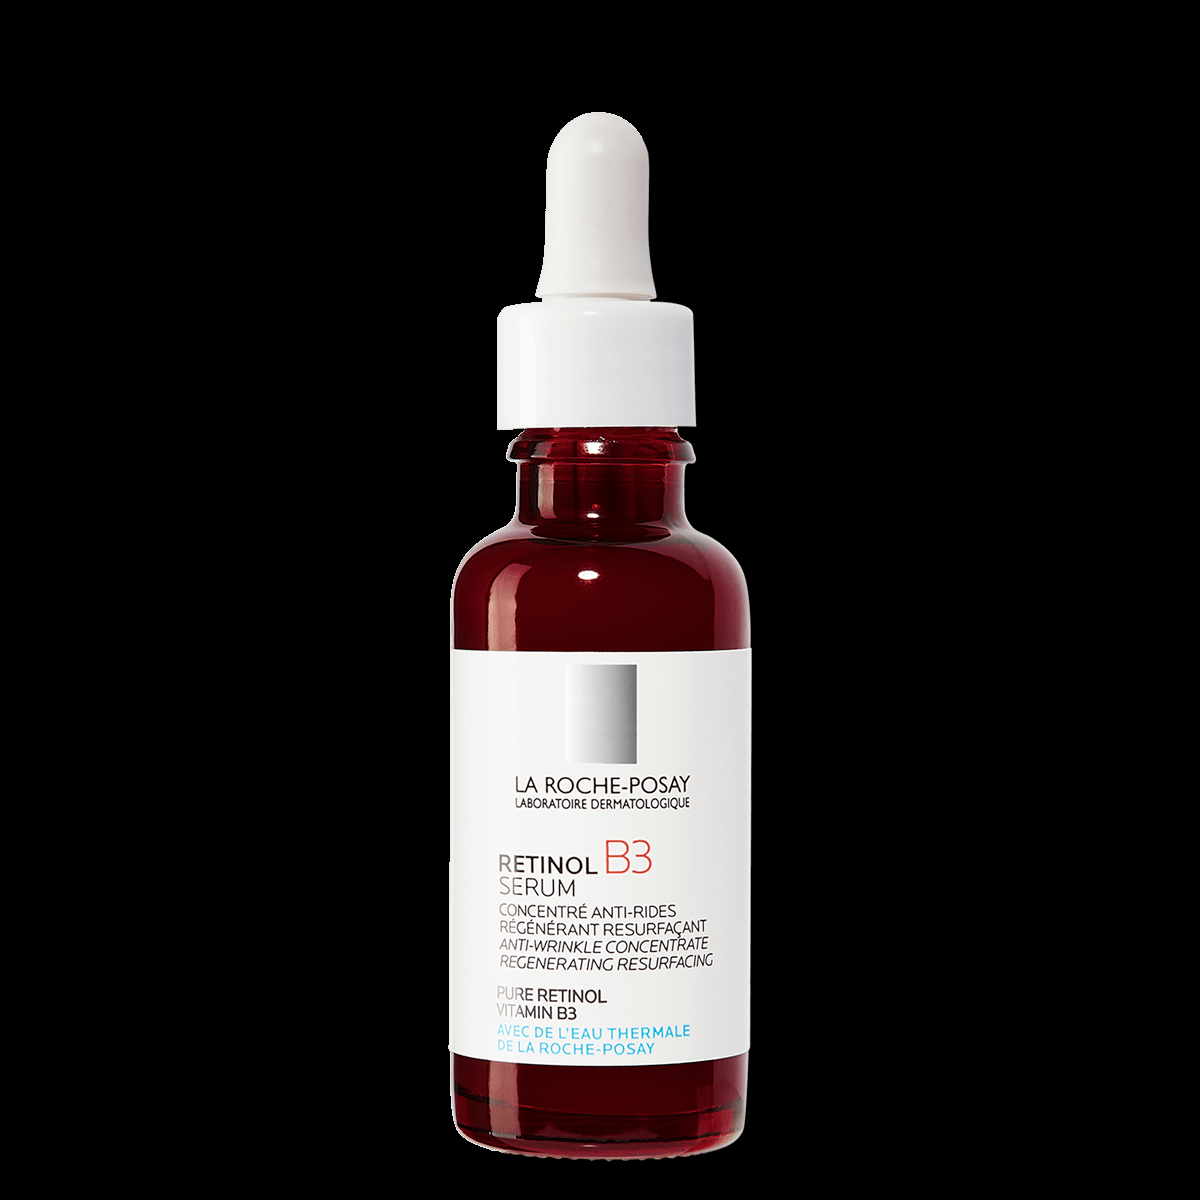 LA ROCHE-POSAY
LABORATOIRE DERMATOLOGIQUE
RETINOL B3
SERUM
CONCENTRÉ ANTI-RIDES
RÉGÉNÉRANT RESURFAÇANT
ANTI-WRINKLE CONCENTRATE
REGENERATING RESURFACING
PURE RETINOL
VITAMIN B3
AVEC DE L'EAU THERMALE
DE LA ROCHE-POSAY